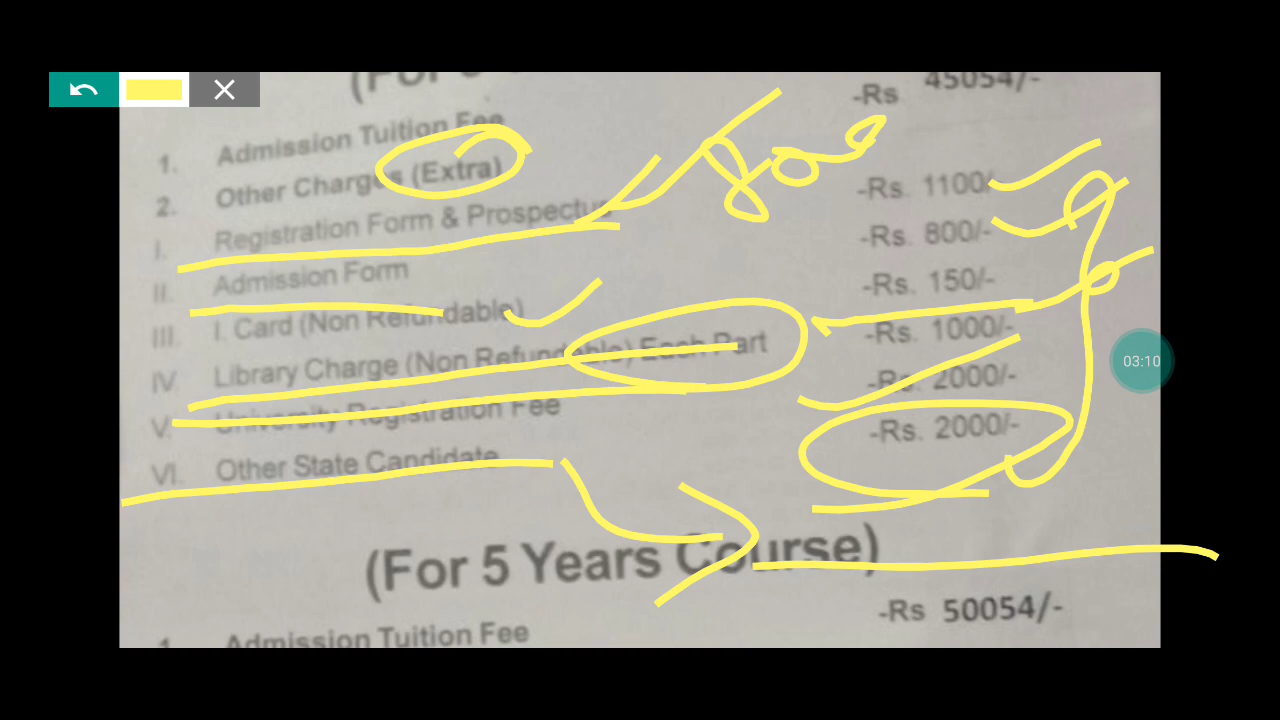 (For
1. Admission Tuition Fee -Rs 45054/-
2. Other Charges (Extra)
I. Registration Form & Prospectus -Rs. 1100/-
II. Admission Form -Rs. 800/-
III. I. Card (Non Refundable) -Rs. 150/-
IV. Library Charge (Non Refundable) Each Part -Rs. 1000/-
V. University Registration Fee -Rs. 2000/-
VI. Other State Candidate -Rs. 2000/-
(For 5 Years Course)
1. Admission Tuition Fee -Rs 50054/-
03:10